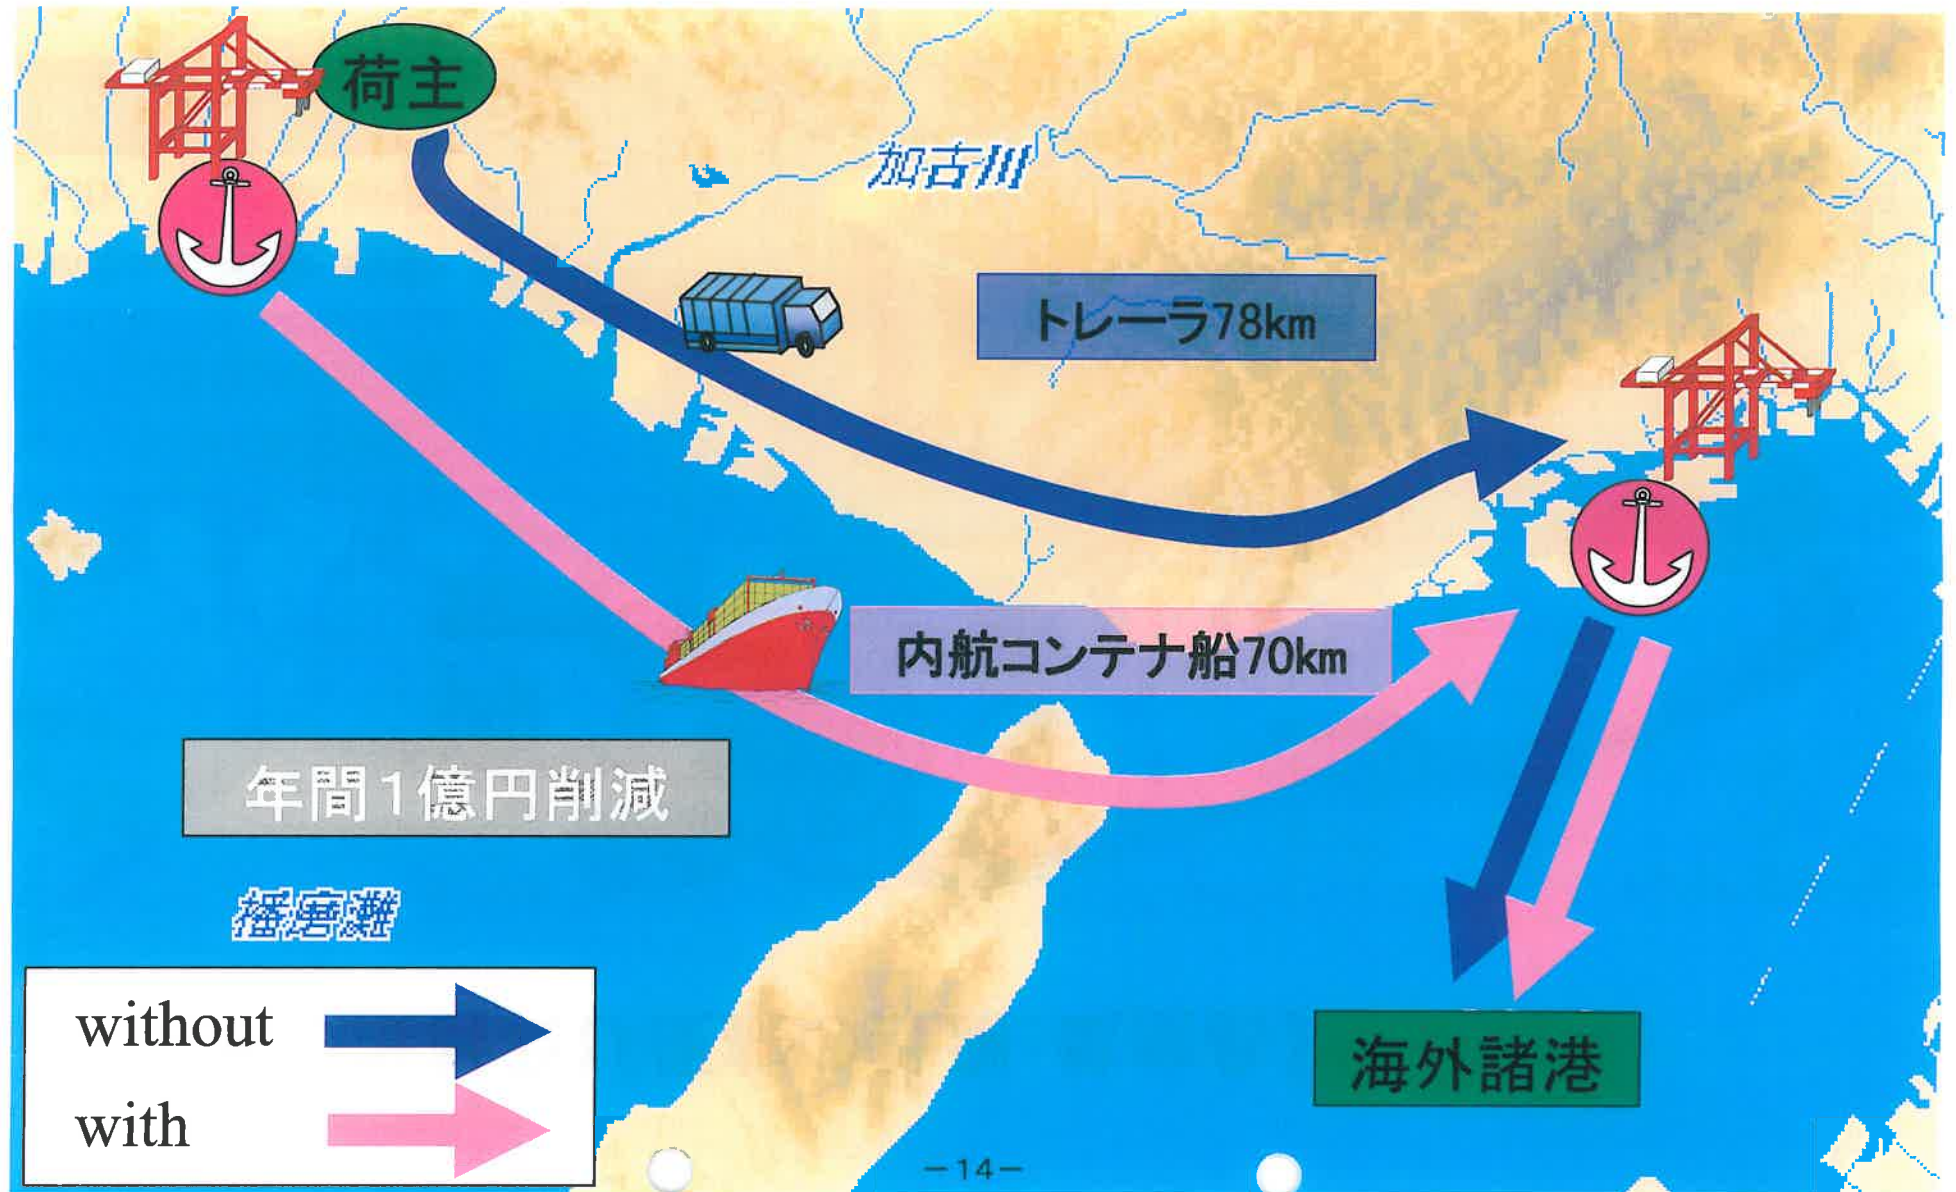 荷主
加古川
トレーラ78km
内航コンテナ船70km
年間1億円削減
播磨灘
without
with
海外諸港
－14－